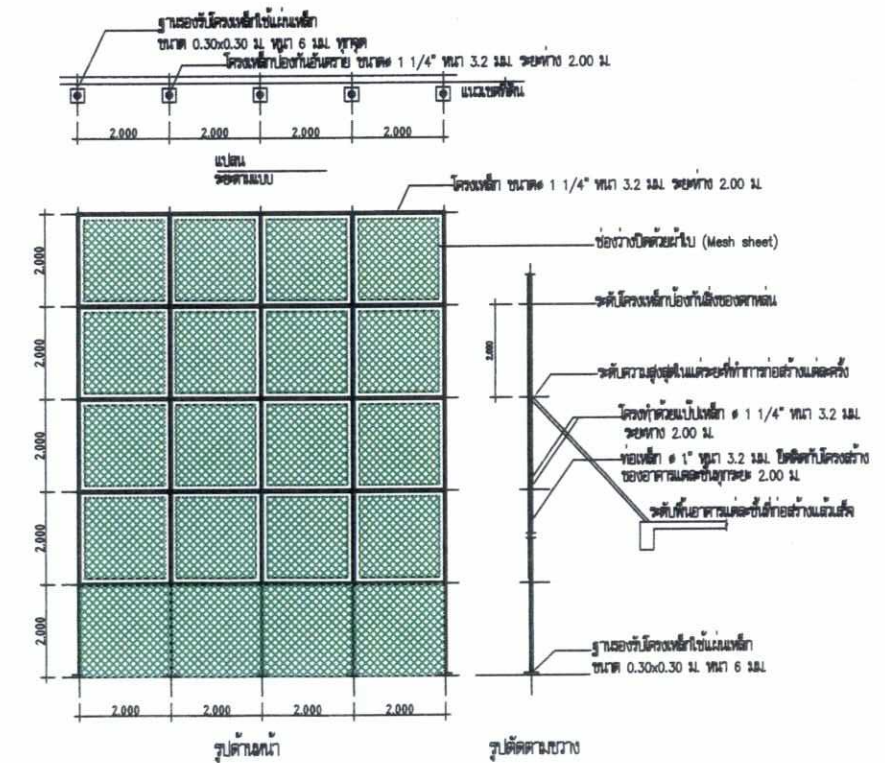 ฐานรองรับโครงเหล็กใช้แผ่นเหล็ก
ขนาด 0.30x0.30 ม. หนา 6 มม. ทุกจุด
โครงเหล็กป้องกันอันตราย ขนาดø 1 1/4" หนา 3.2 มม. ระยะห่าง 2.00 ม.
แนวเขตที่ดิน
2.000 2.000 2.000 2.000
แปลน
ระยะตามแบบ
โครงเหล็ก ขนาดø 1 1/4" หนา 3.2 มม. ระยะห่าง 2.00 ม.
ช่องว่างปิดด้วยผ้าใบ (Mesh sheet)
2.000
ระดับโครงเหล็กป้องกันสิ่งของตกหล่น
2.000
2.000
ระดับความสูงสุดในแต่ระยะที่ทำการก่อสร้างแต่ละครั้ง
โครงทำด้วยแป๊ปเหล็ก ø 1 1/4" หนา 3.2 มม.
ระยะห่าง 2.00 ม.
2.000
ท่อเหล็ก ø 1" หนา 3.2 มม. ยึดติดกับโครงสร้าง
ของอาคารแต่ละชั้นทุกระยะ 2.00 ม.
ระดับพื้นอาคารแต่ละชั้นที่ก่อสร้างแล้วเสร็จ
2.000
2.000
ฐานรองรับโครงเหล็กใช้แผ่นเหล็ก
ขนาด 0.30x0.30 ม. หนา 6 มม.
2.000 2.000 2.000 2.000
รูปด้านหน้า
รูปตัดตามขวาง